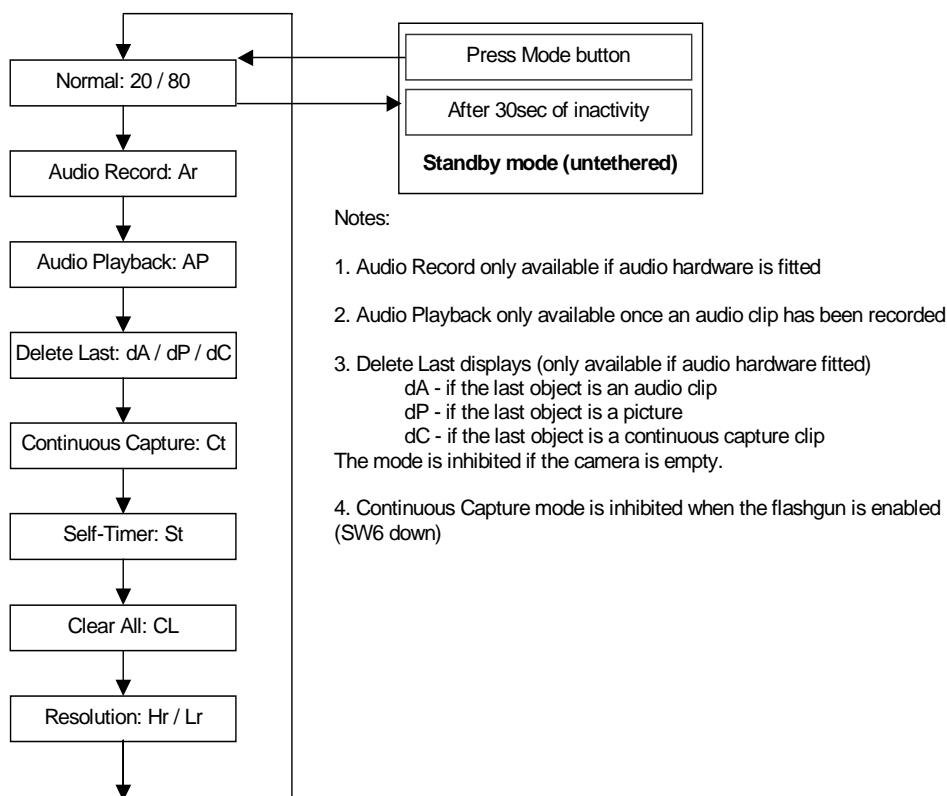 Normal: 20 / 80
Audio Record: Ar
Audio Playback: AP
Delete Last: dA / dP / dC
Continuous Capture: Ct
Self-Timer: St
Clear All: CL
Resolution: Hr / Lr
Press Mode button
After 30sec of inactivity
Standby mode (untethered)
Notes:
1. Audio Record only available if audio hardware is fitted
2. Audio Playback only available once an audio clip has been recorded
3. Delete Last displays (only available if audio hardware fitted)
dA - if the last object is an audio clip
dP - if the last object is a picture
dC - if the last object is a continuous capture clip
The mode is inhibited if the camera is empty.
4. Continuous Capture mode is inhibited when the flashgun is enabled
(SW6 down)